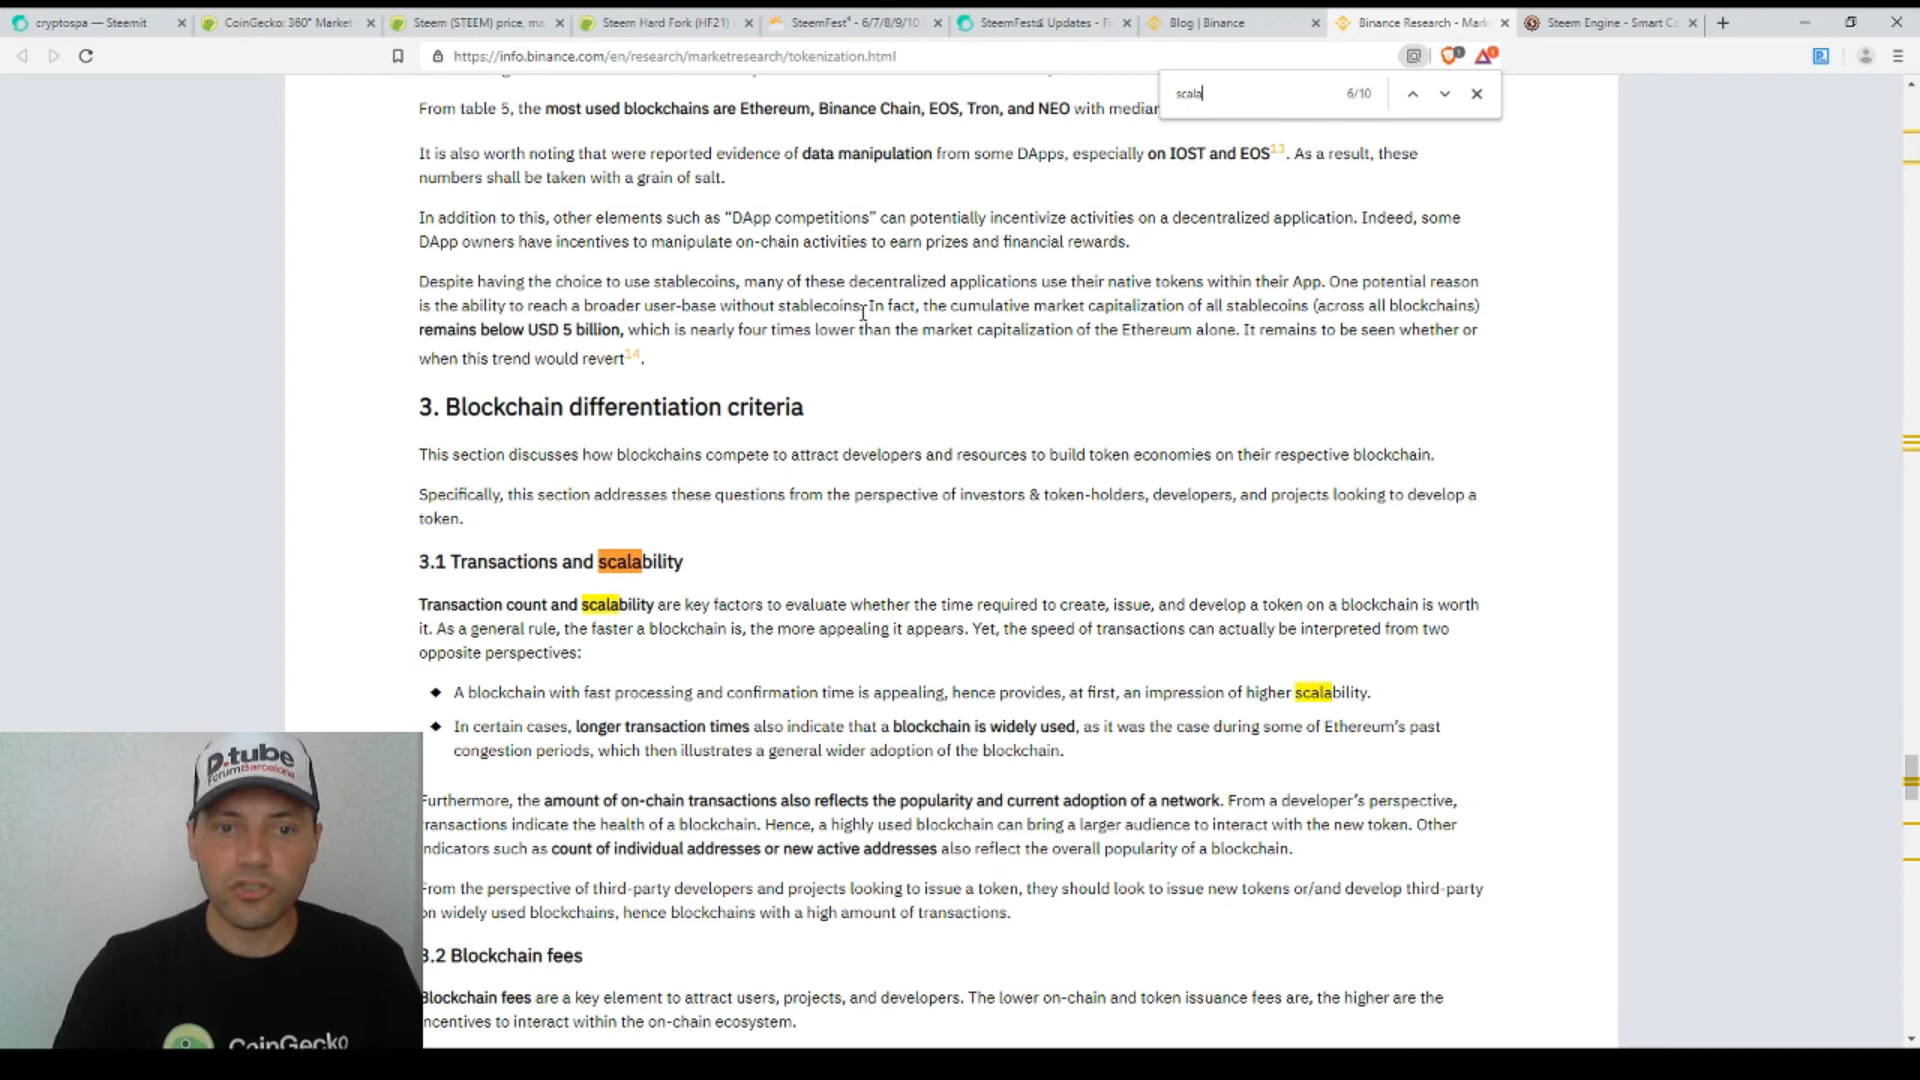 cryptospa — Steemit
CoinGecko: 360° Market
Steem (STEEM) price, ma
Steem Hard Fork (HF21)
SteemFest⁴ - 6/7/8/9/10
Blog | Binance
Binance Research - Mark
Steem Engine - Smart Co
https://info.binance.com/en/research/marketresearch/tokenization.html
scala
6/10
From table 5, the most used blockchains are Ethereum, Binance Chain, EOS, Tron, and NEO with median
It is also worth noting that were reported evidence of data manipulation from some DApps, especially on IOST and EOS13. As a result, these
numbers shall be taken with a grain of salt.
In addition to this, other elements such as “DApp competitions” can potentially incentivize activities on a decentralized application. Indeed, some
DApp owners have incentives to manipulate on-chain activities to earn prizes and financial rewards.
Despite having the choice to use stablecoins, many of these decentralized applications use their native tokens within their App. One potential reason
is the ability to reach a broader user-base without stablecoins. In fact, the cumulative market capitalization of all stablecoins (across all blockchains)
remains below USD 5 billion, which is nearly four times lower than the market capitalization of the Ethereum alone. It remains to be seen whether or
when this trend would revert14.
3. Blockchain differentiation criteria
This section discusses how blockchains compete to attract developers and resources to build token economies on their respective blockchain.
Specifically, this section addresses these questions from the perspective of investors & token-holders, developers, and projects looking to develop a
token.
3.1 Transactions and scalability
Transaction count and scalability are key factors to evaluate whether the time required to create, issue, and develop a token on a blockchain is worth
it. As a general rule, the faster a blockchain is, the more appealing it appears. Yet, the speed of transactions can actually be interpreted from two
opposite perspectives:
◆ A blockchain with fast processing and confirmation time is appealing, hence provides, at first, an impression of higher scalability.
◆ In certain cases, longer transaction times also indicate that a blockchain is widely used, as it was the case during some of Ethereum’s past
congestion periods, which then illustrates a general wider adoption of the blockchain.
Furthermore, the amount of on-chain transactions also reflects the popularity and current adoption of a network. From a developer’s perspective,
transactions indicate the health of a blockchain. Hence, a highly used blockchain can bring a larger audience to interact with the new token. Other
indicators such as count of individual addresses or new active addresses also reflect the overall popularity of a blockchain.
From the perspective of third-party developers and projects looking to issue a token, they should look to issue new tokens or/and develop third-party
on widely used blockchains, hence blockchains with a high amount of transactions.
3.2 Blockchain fees
Blockchain fees are a key element to attract users, projects, and developers. The lower on-chain and token issuance fees are, the higher are the
incentives to interact within the on-chain ecosystem.
D.tube
ForumBarcelona
CoinGecko